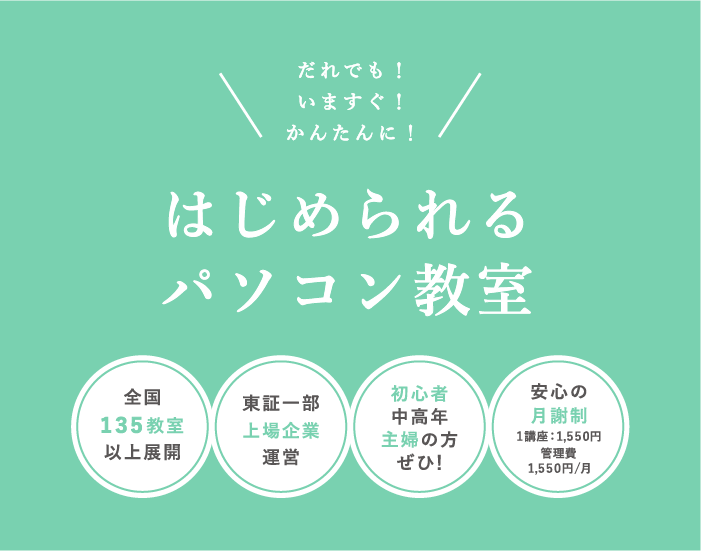 だれでも！
いますぐ！
かんたんに！
はじめられる
パソコン教室
全国
135教室
以上展開
東証一部
上場企業
運営
初心者
中高年
主婦の方
ぜひ！
安心の
月謝制
1講座：1,550円
管理費
1,550円/月